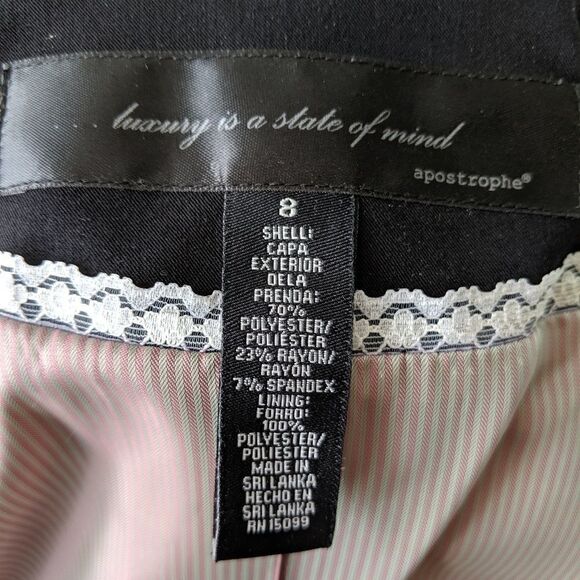 luxury is a state of mind
apostrophe®
8
SHELL:
CAPA
EXTERIOR
DELA
PRENDA:
70%
POLYESTER/
POLIÉSTER
23% RAYON/
RAYÓN
7% SPANDEX
LINING:
FORRO:
100%
POLYESTER/
POLIÉSTER
MADE IN
SRI LANKA
HECHO EN
SRI LANKA
RN 15099